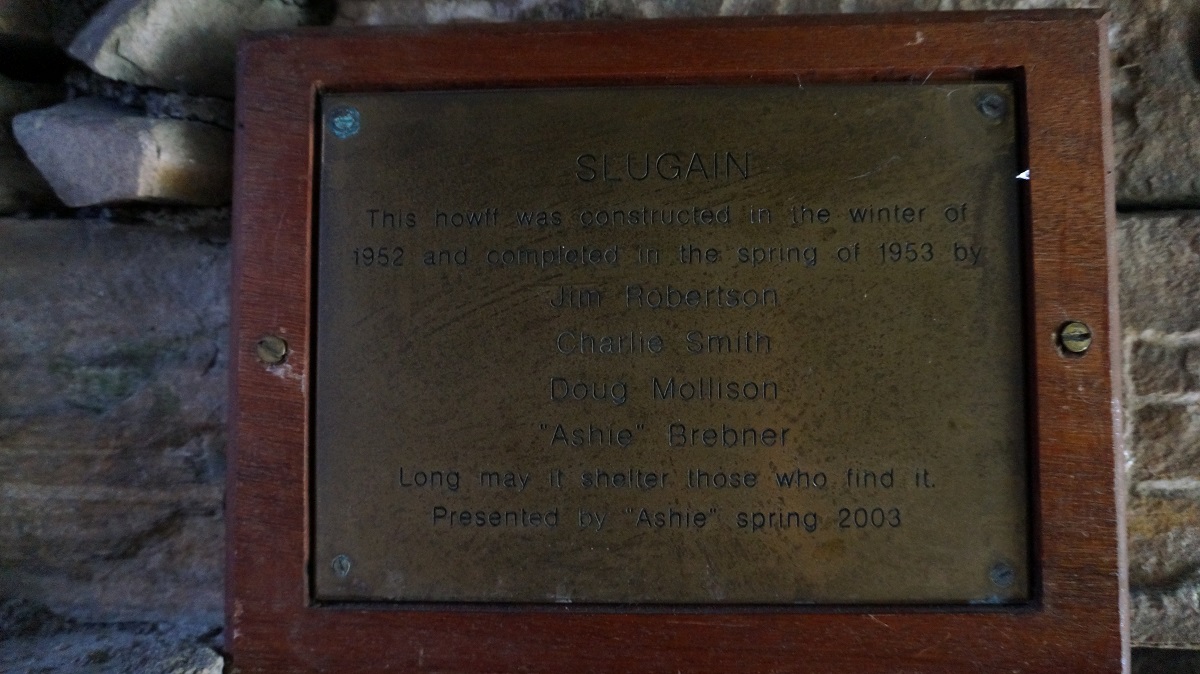 SLUGAIN
This howff was constructed in the winter of
1952 and completed in the spring of 1953 by
Jim Robertson
Charlie Smith
Doug Mollison
"Ashie" Brebner
Long may it shelter those who find it.
Presented by "Ashie" spring 2003